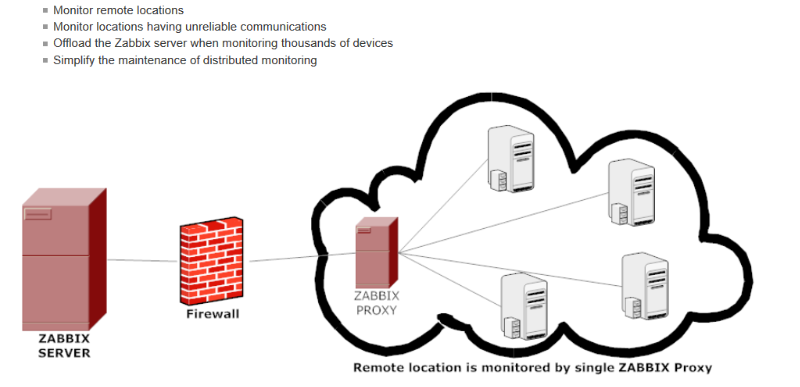 Monitor remote locations
Monitor locations having unreliable communications
Offload the Zabbix server when monitoring thousands of devices
Simplify the maintenance of distributed monitoring
ZABBIX
PROXY
Firewall
ZABBIX
SERVER
Remote location is monitored by single ZABBIX Proxy